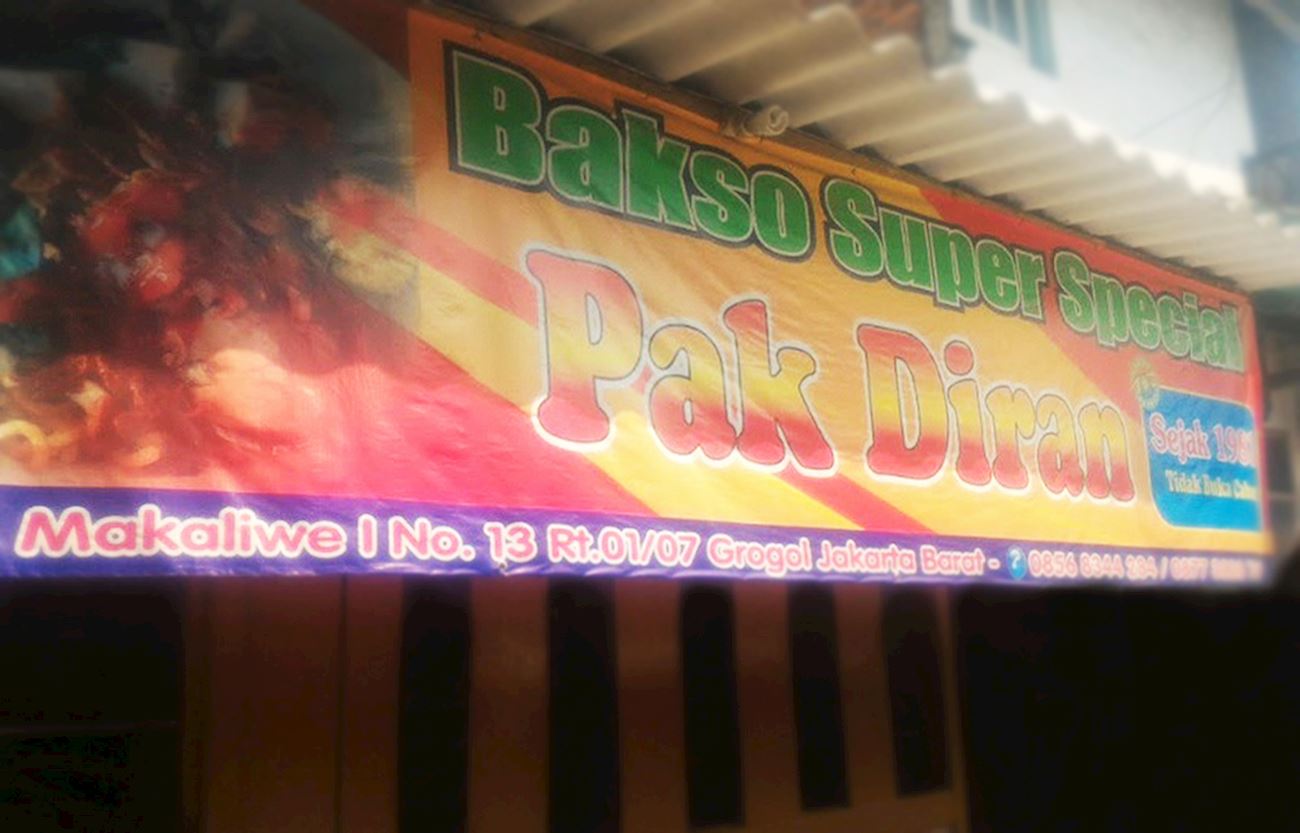 Bakso Super Special
Pak Diran
Sejak
Tidak Buka
Makaliwe I No. 13 Rt.01/07 Grogol Jakarta Barat - 0856 8344 284 / 0877